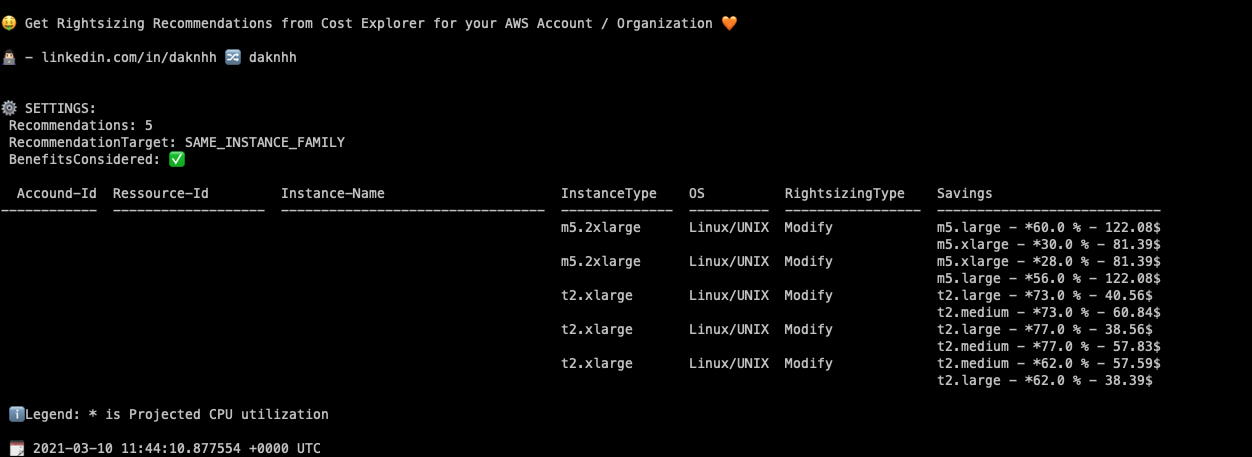 🤑 Get Rightsizing Recommendations from Cost Explorer for your AWS Account / Organization 🧡
👨🏻‍💻 - linkedin.com/in/daknhh 🔀 daknhh
⚙️ SETTINGS:
Recommendations: 5
RecommendationTarget: SAME_INSTANCE_FAMILY
BenefitsConsidered: ✅
Accound-Id  Ressource-Id  Instance-Name  InstanceType  OS  RightsizingType  Savings
------------  -------------------  ---------------------------------  --------------  ----------  -----------------  ----------------------------
m5.2xlarge  Linux/UNIX  Modify  m5.large - *60.0 % - 122.08$
m5.xlarge - *30.0 % - 81.39$
m5.2xlarge  Linux/UNIX  Modify  m5.xlarge - *28.0 % - 81.39$
m5.large - *56.0 % - 122.08$
t2.xlarge  Linux/UNIX  Modify  t2.large - *73.0 % - 40.56$
t2.medium - *73.0 % - 60.84$
t2.xlarge  Linux/UNIX  Modify  t2.large - *77.0 % - 38.56$
t2.medium - *77.0 % - 57.83$
t2.xlarge  Linux/UNIX  Modify  t2.medium - *62.0 % - 57.59$
t2.large - *62.0 % - 38.39$
ℹ️Legend: * is Projected CPU utilization
🗒 2021-03-10 11:44:10.877554 +0000 UTC